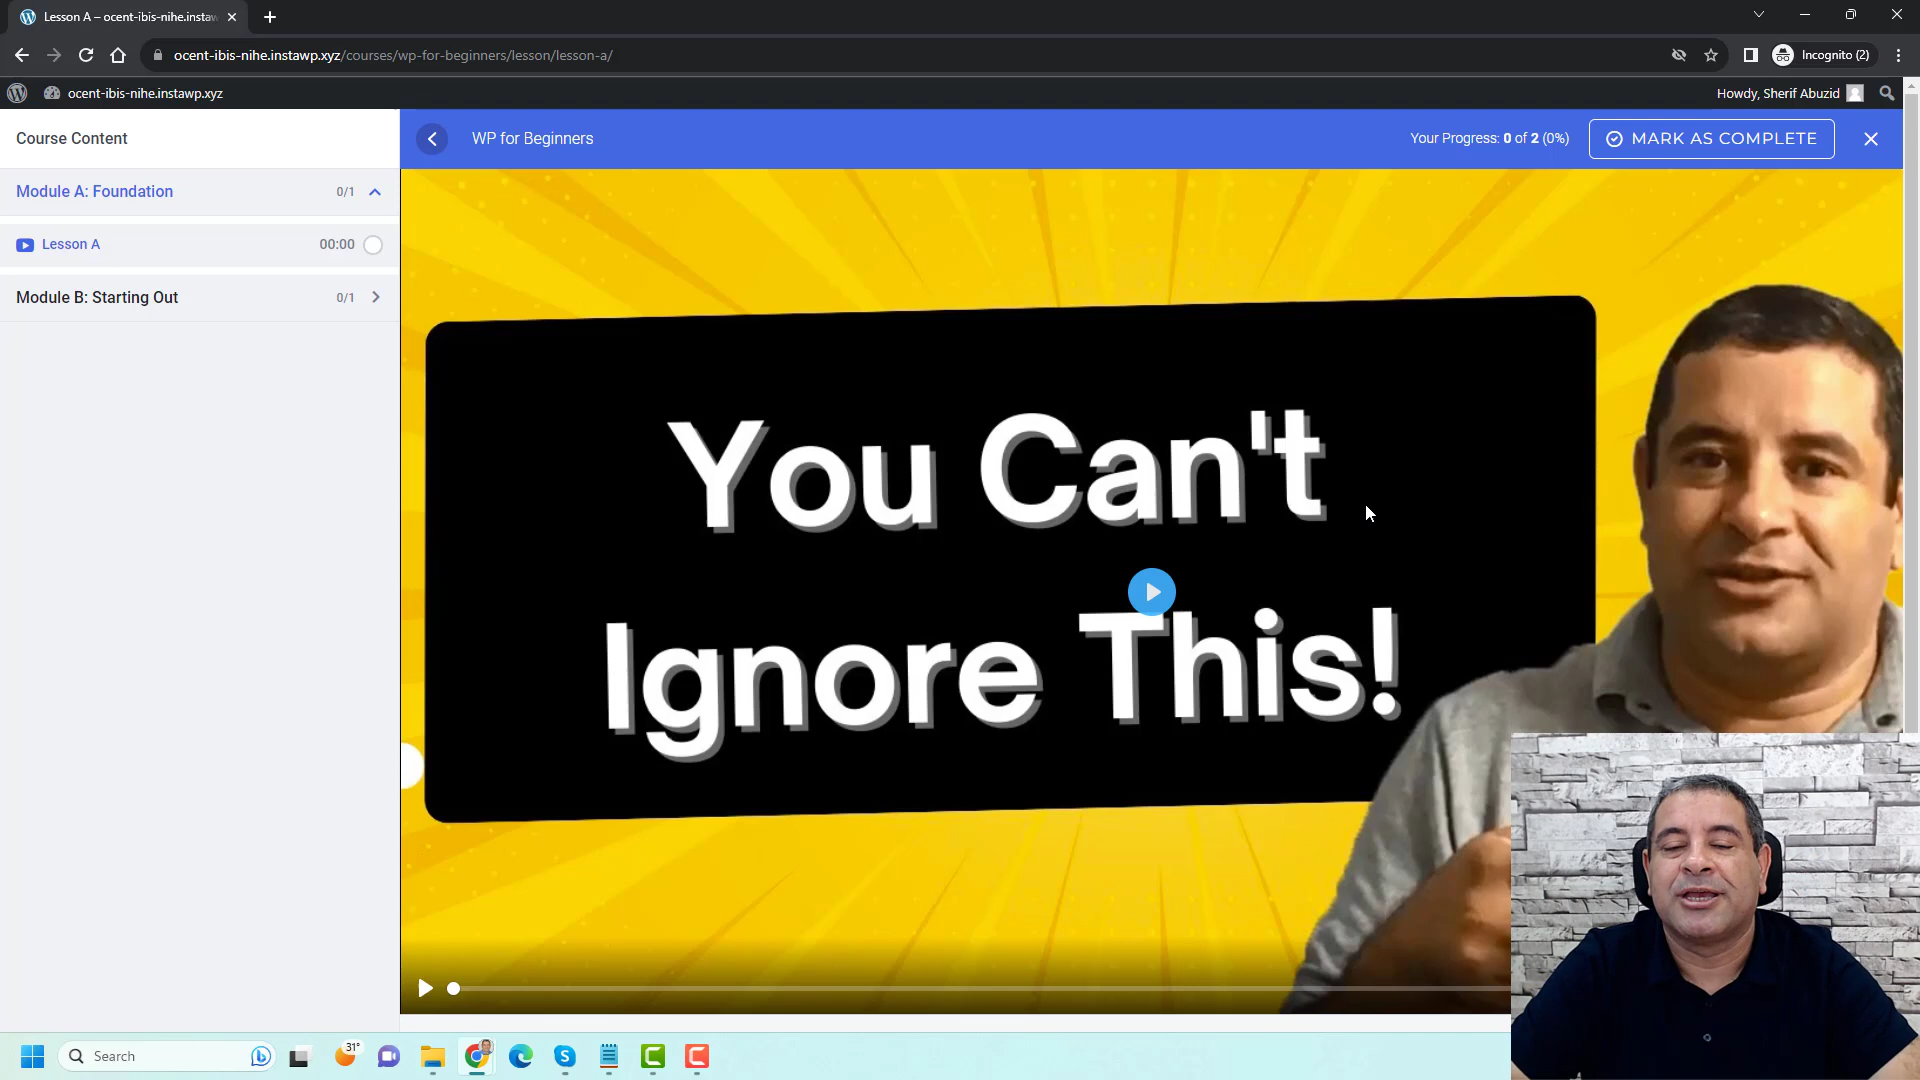 Lesson A – ocent-ibis-nihe.instaw
ocent-ibis-nihe.instawp.xyz/courses/wp-for-beginners/lesson/lesson-a/
Incognito (2)
ocent-ibis-nihe.instawp.xyz
Howdy, Sherif Abuzid
Course Content
WP for Beginners
Your Progress: 0 of 2 (0%)
MARK AS COMPLETE
Module A: Foundation
0/1
Lesson A
00:00
Module B: Starting Out
0/1
You Can't
Ignore This!
Search
31°